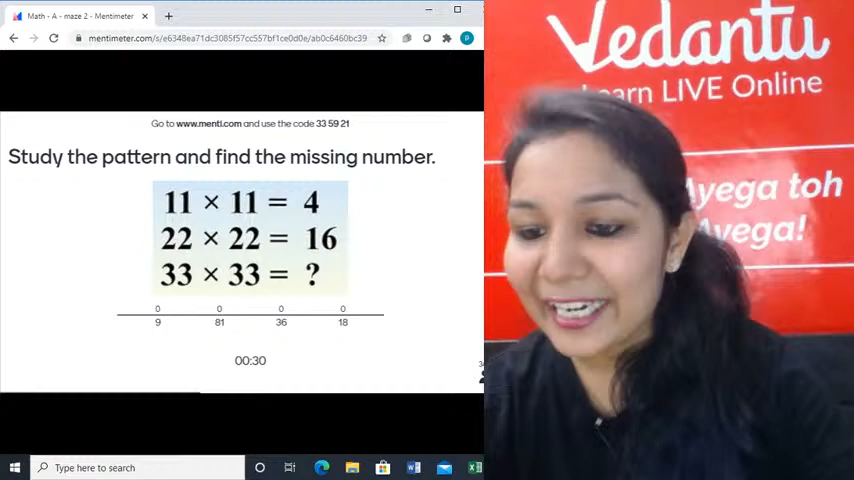 Math - A - maze 2 - Mentimeter
mentimeter.com/s/e6348ea71dc3085f57cc557bf1ce0d0e/ab0c6460bc39
Go to www.menti.com and use the code 33 59 21
Study the pattern and find the missing number.
11 × 11 = 4
22 × 22 = 16
33 × 33 = ?
0 0 0 0
9 81 36 18
00:30
Type here to search
Vedantu
Learn LIVE Online
Ayega toh
Ayega!